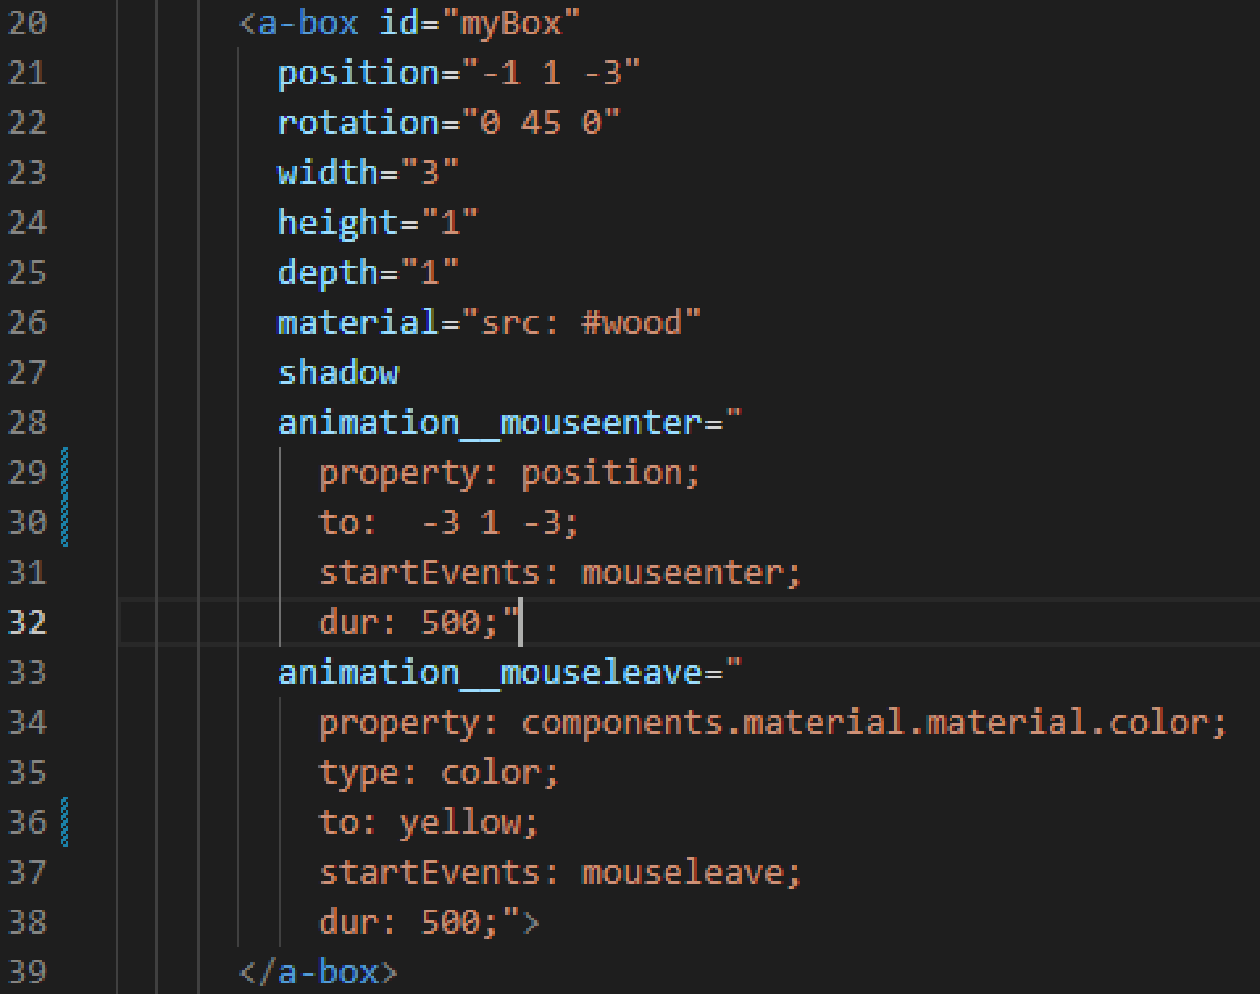 20 <a-box id="myBox"
21 position="-1 1 -3"
22 rotation="0 45 0"
23 width="3"
24 height="1"
25 depth="1"
26 material="src: #wood"
27 shadow
28 animation__mouseenter="
29 property: position;
30 to:  -3 1 -3;
31 startEvents: mouseenter;
32 dur: 500;"
33 animation__mouseleave="
34 property: components.material.material.color;
35 type: color;
36 to: yellow;
37 startEvents: mouseleave;
38 dur: 500;">
39 </a-box>